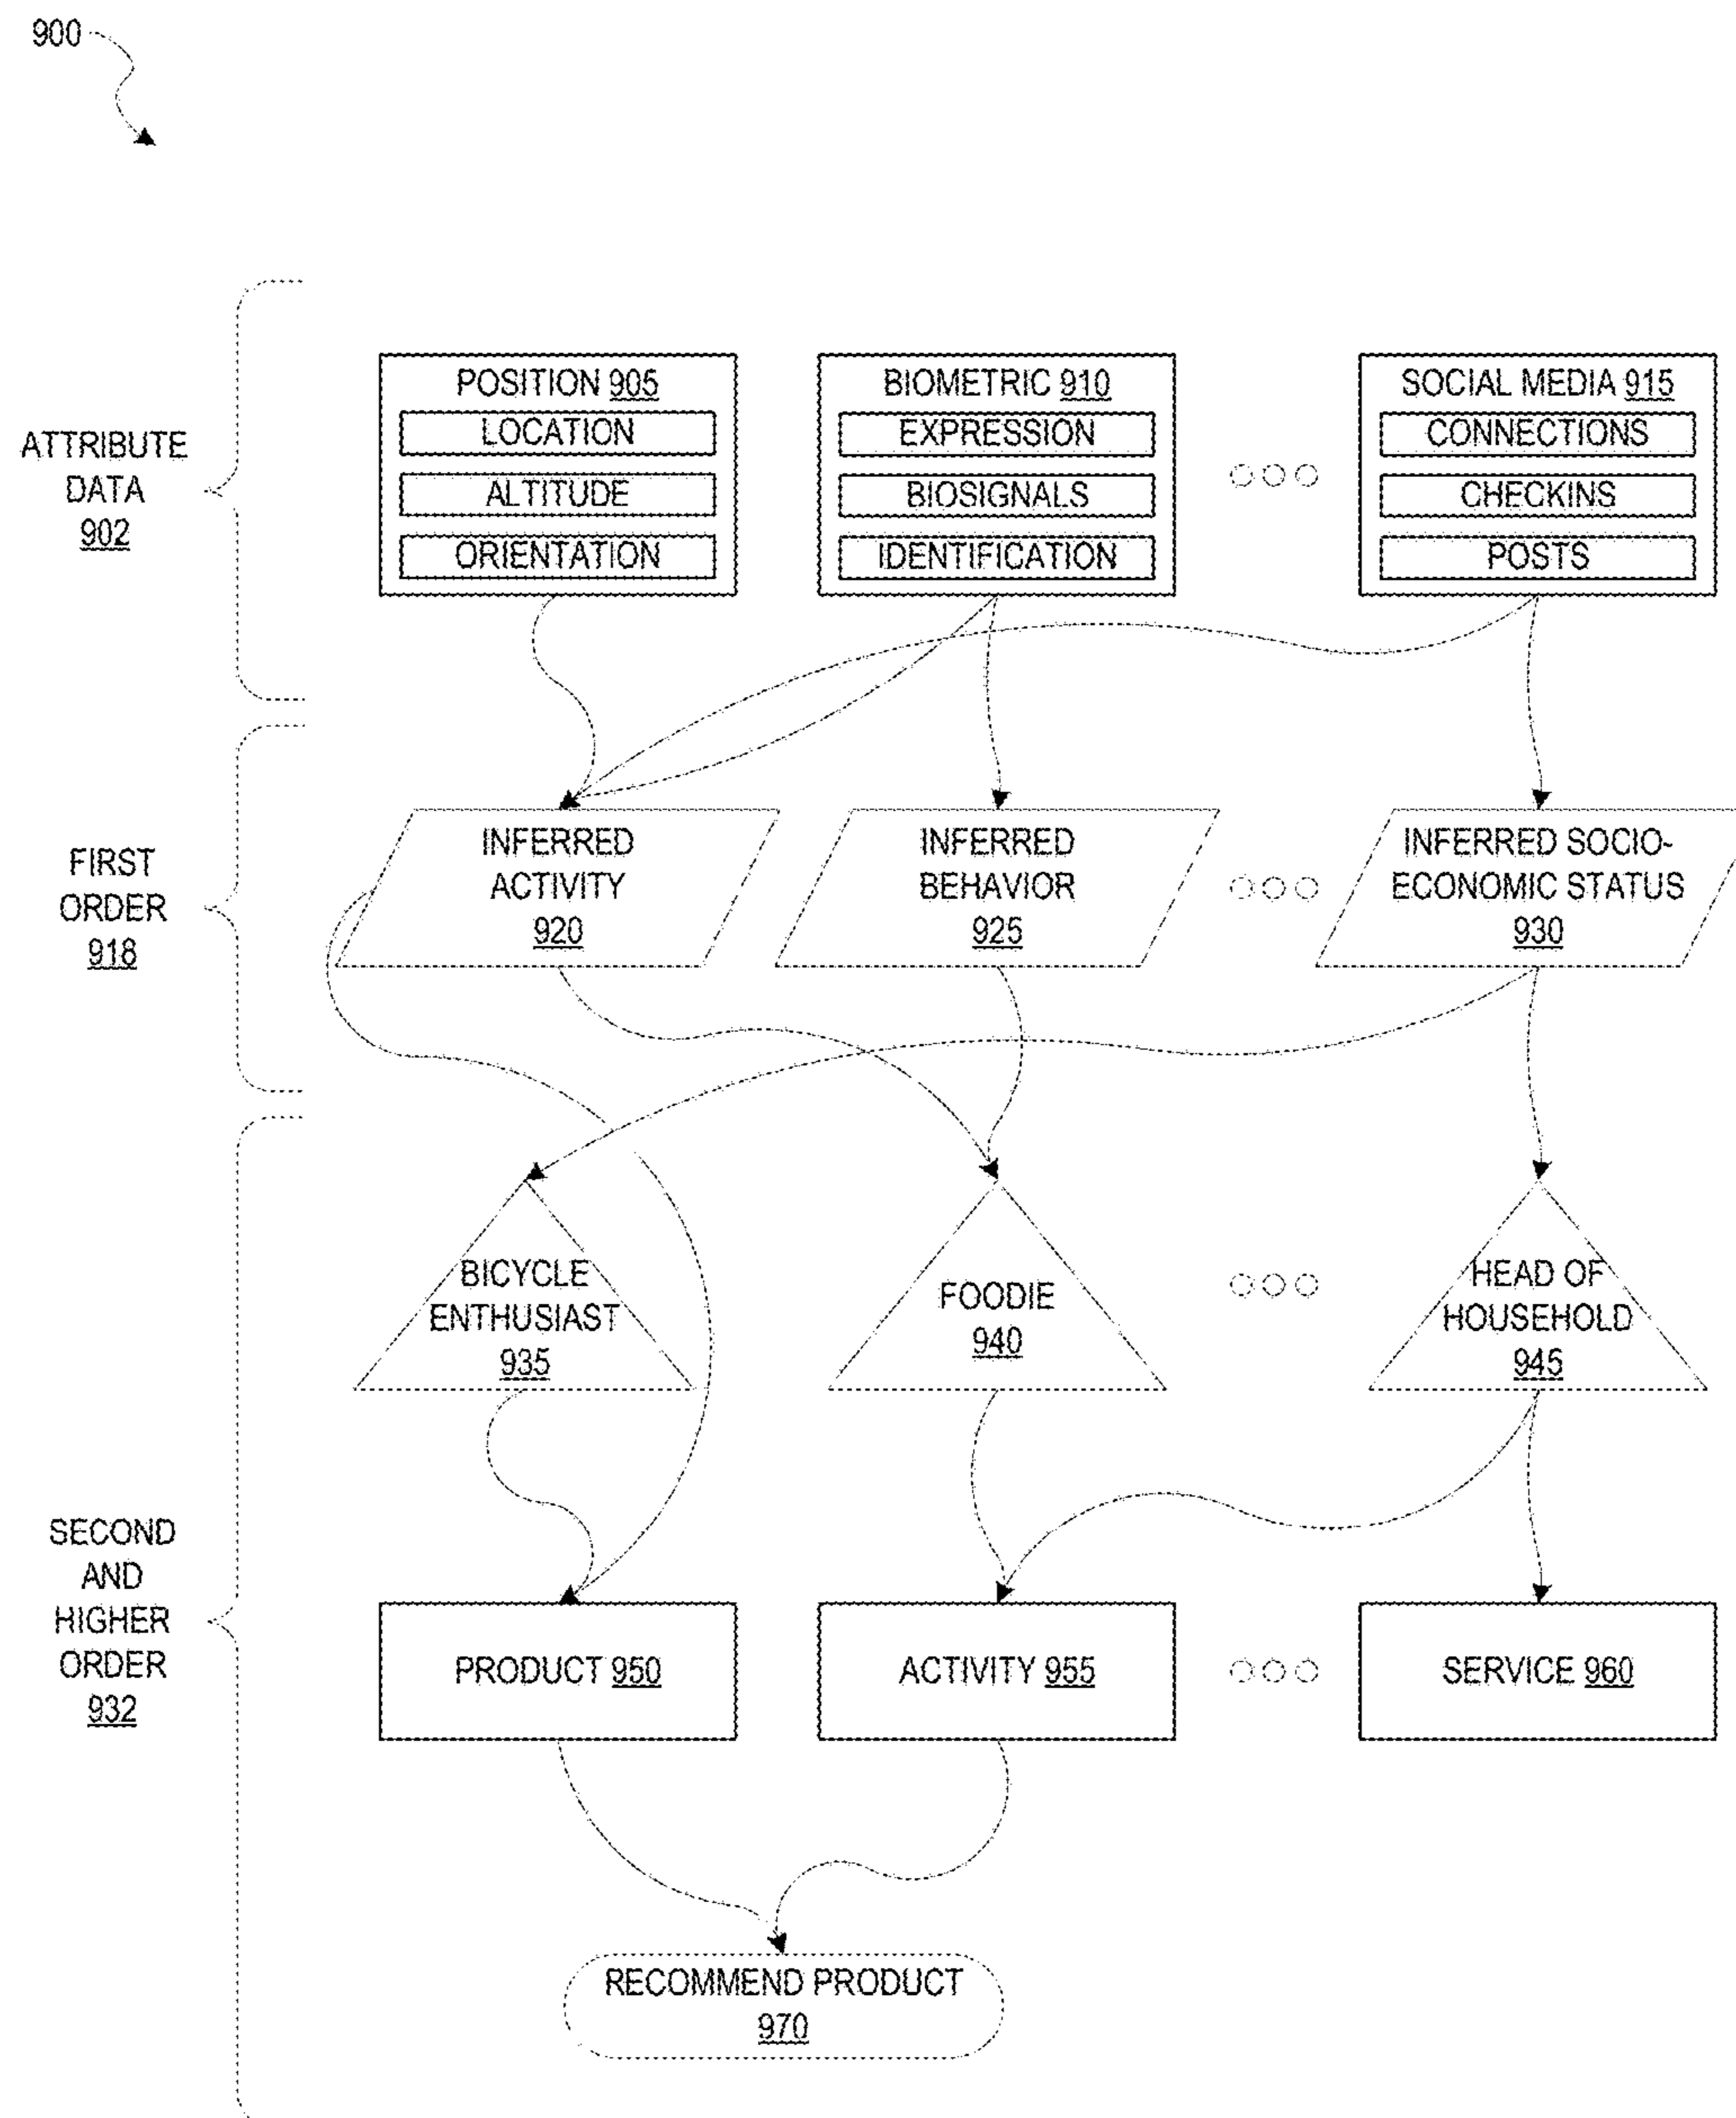 900
ATTRIBUTE
DATA
902
POSITION 905
LOCATION
ALTITUDE
ORIENTATION
BIOMETRIC 910
EXPRESSION
BIOSIGNALS
IDENTIFICATION
SOCIAL MEDIA 915
CONNECTIONS
CHECKINS
POSTS
FIRST
ORDER
918
INFERRED
ACTIVITY
920
INFERRED
BEHAVIOR
925
INFERRED SOCIO-
ECONOMIC STATUS
930
SECOND
AND
HIGHER
ORDER
932
BICYCLE
ENTHUSIAST
935
FOODIE
940
HEAD OF
HOUSEHOLD
945
PRODUCT 950
ACTIVITY 955
SERVICE 960
RECOMMEND PRODUCT
970